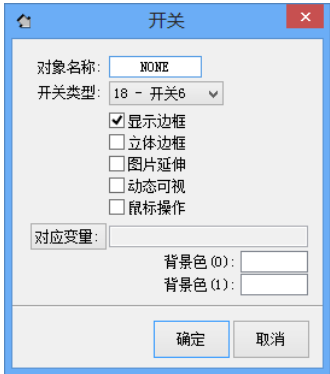 开关
对象名称: NONE
开关类型: 18 - 开关6
显示边框
立体边框
图片延伸
动态可视
鼠标操作
对应变量:
背景色(0):
背景色(1):
确定 取消